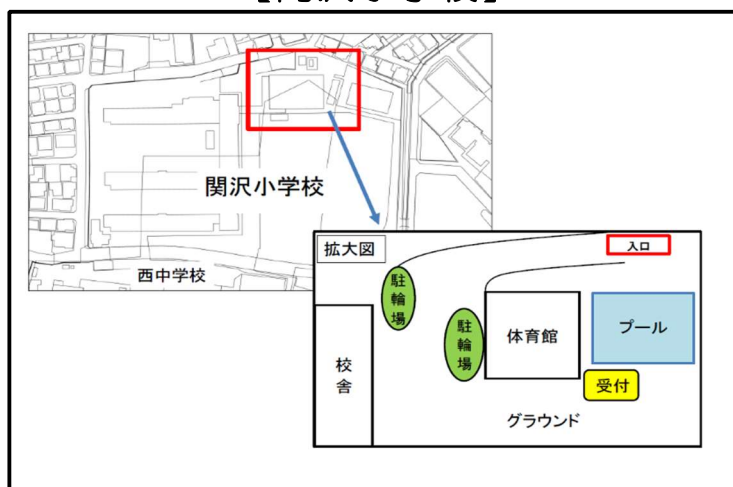 関沢小学校
西中学校
拡大図
入口
駐輪場
駐輪場
体育館
プール
校舎
受付
グラウンド